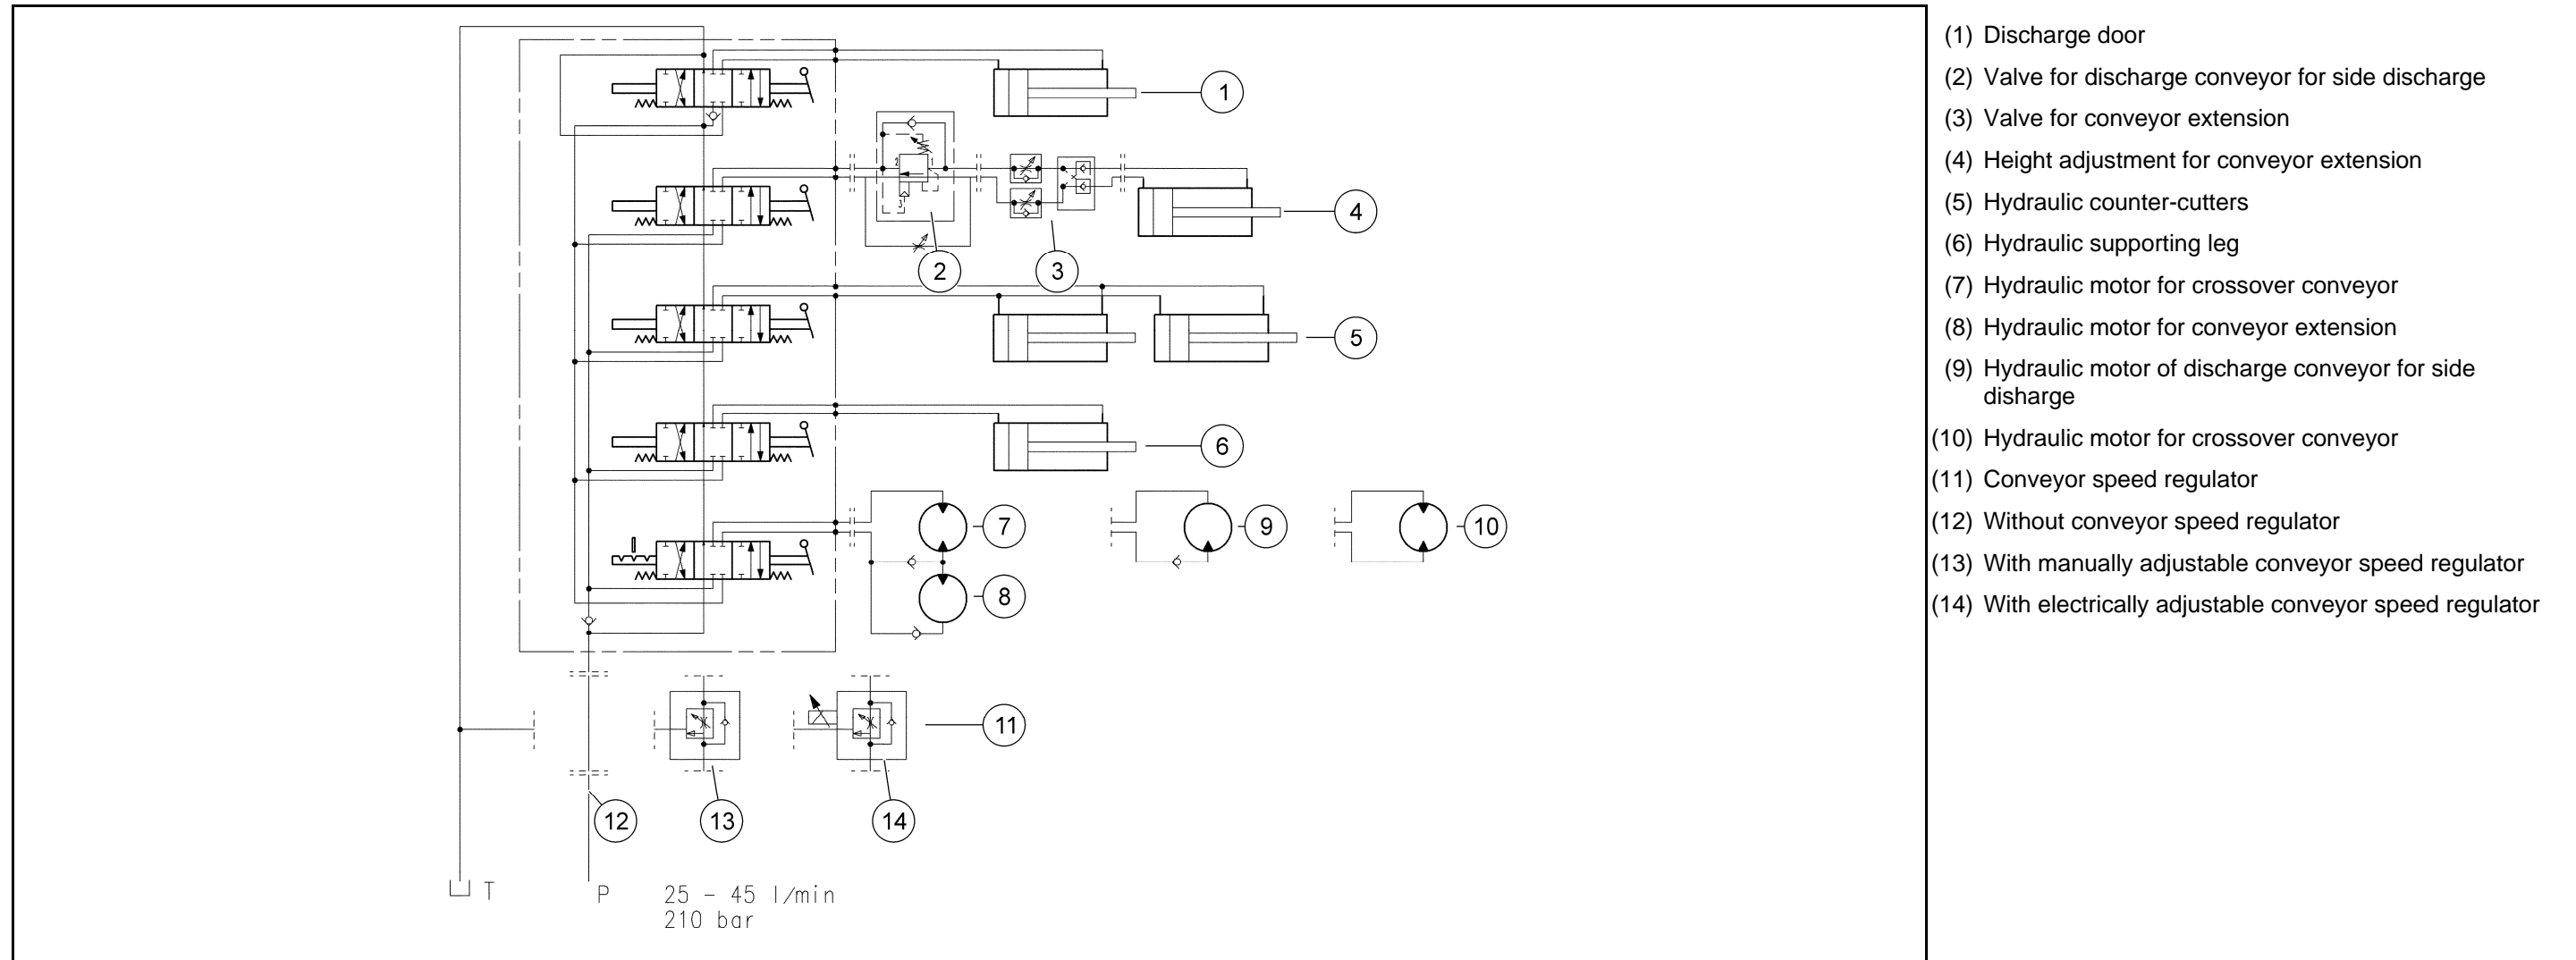 1
2
1
3
4
2
3
5
6
7
9
10
8
11
12
13
14
T
P
25 - 45 l/min
210 bar
(1) Discharge door
(2) Valve for discharge conveyor for side discharge
(3) Valve for conveyor extension
(4) Height adjustment for conveyor extension
(5) Hydraulic counter-cutters
(6) Hydraulic supporting leg
(7) Hydraulic motor for crossover conveyor
(8) Hydraulic motor for conveyor extension
(9) Hydraulic motor of discharge conveyor for side
disharge
(10) Hydraulic motor for crossover conveyor
(11) Conveyor speed regulator
(12) Without conveyor speed regulator
(13) With manually adjustable conveyor speed regulator
(14) With electrically adjustable conveyor speed regulator